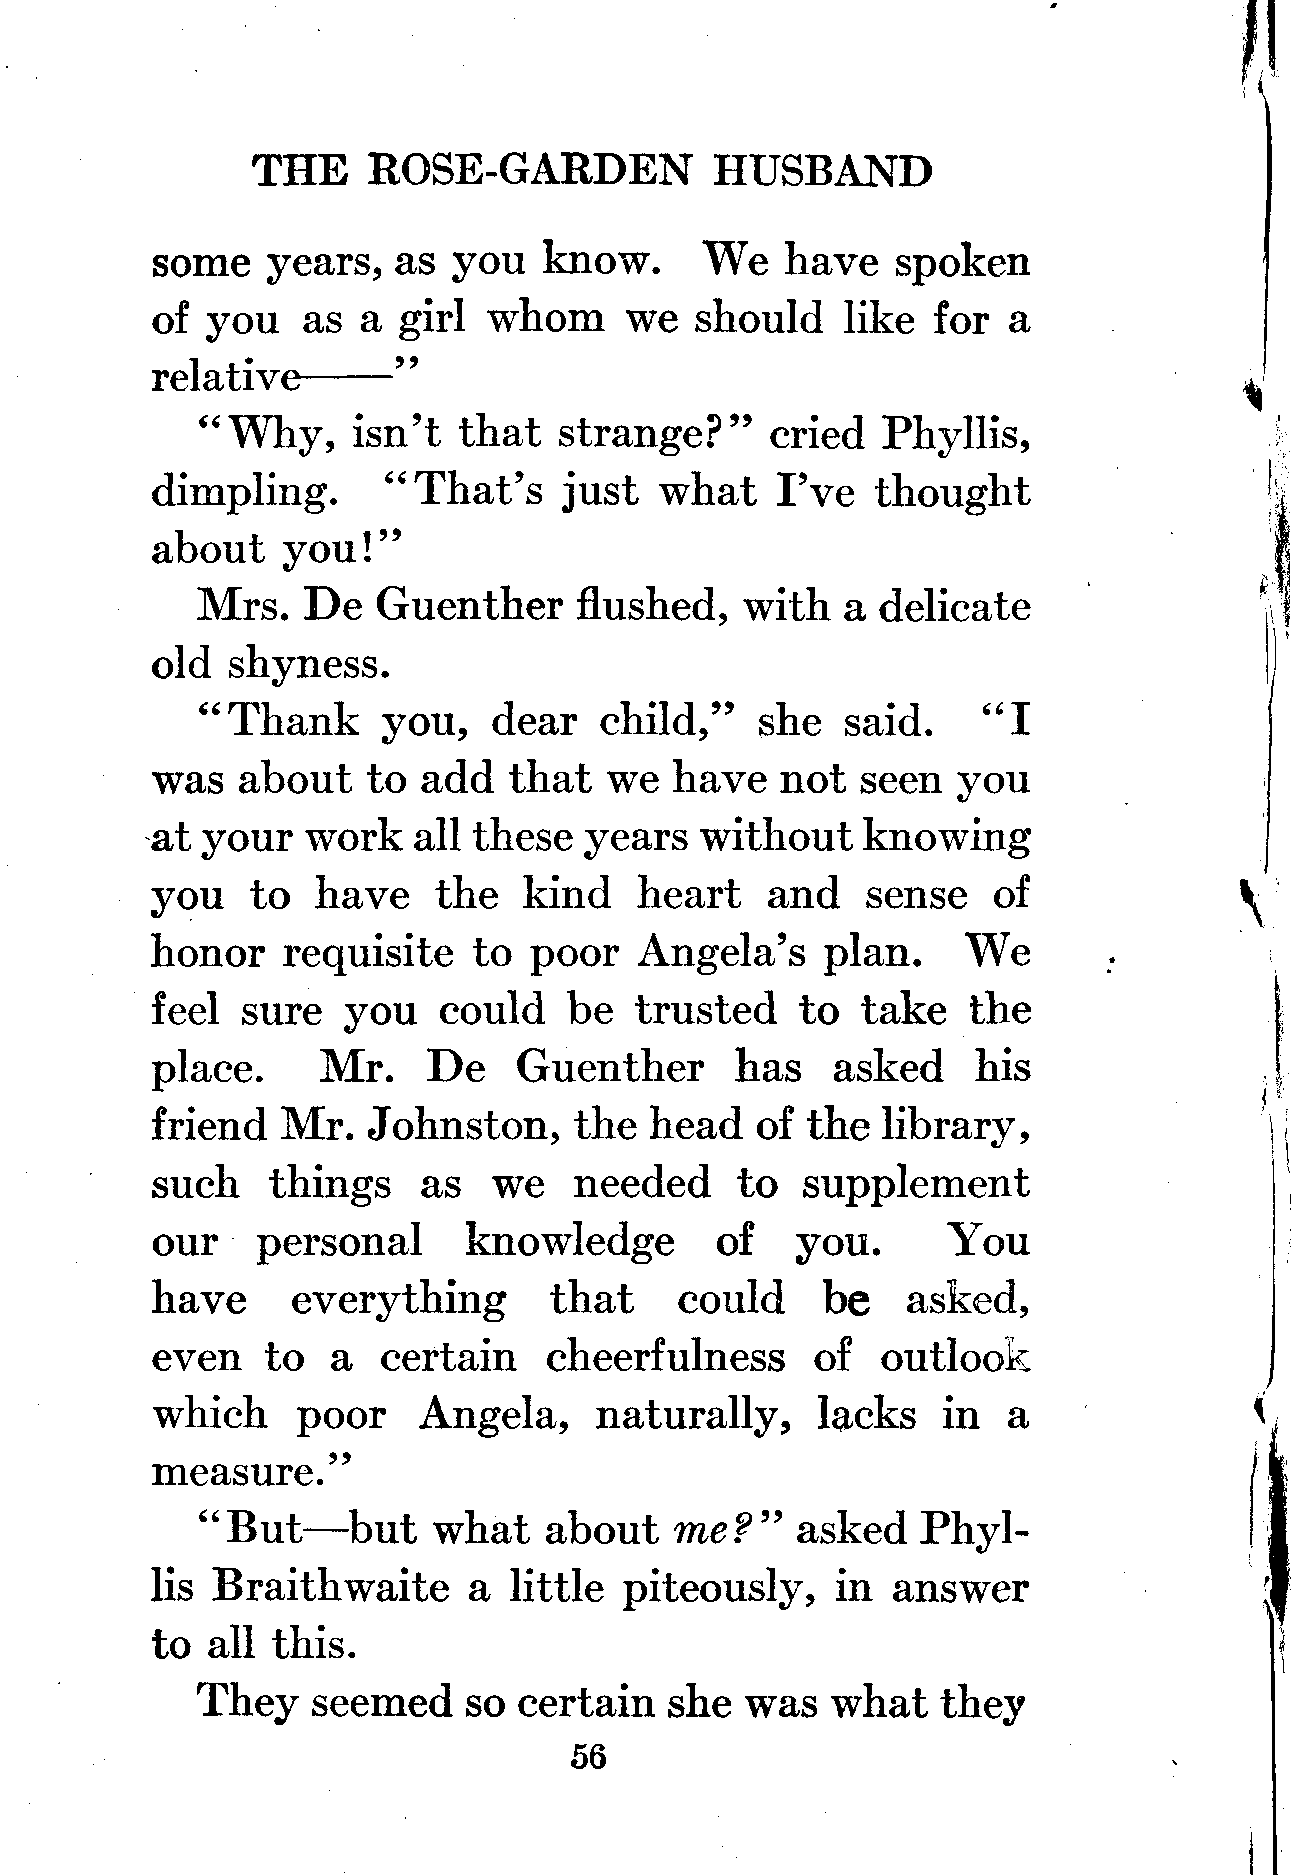 THE ROSE-GARDEN HUSBAND
some years, as you know. We have spoken
of you as a girl whom we should like for a
relative——"
"Why, isn't that strange?" cried Phyllis,
dimpling. "That's just what I've thought
about you!"
Mrs. De Guenther flushed, with a delicate
old shyness.
"Thank you, dear child," she said. "I
was about to add that we have not seen you
at your work all these years without knowing
you to have the kind heart and sense of
honor requisite to poor Angela's plan. We
feel sure you could be trusted to take the
place. Mr. De Guenther has asked his
friend Mr. Johnston, the head of the library,
such things as we needed to supplement
our personal knowledge of you. You
have everything that could be asked,
even to a certain cheerfulness of outlook
which poor Angela, naturally, lacks in a
measure."
"But—but what about me?" asked Phyl-
lis Braithwaite a little piteously, in answer
to all this.
They seemed so certain she was what they
56